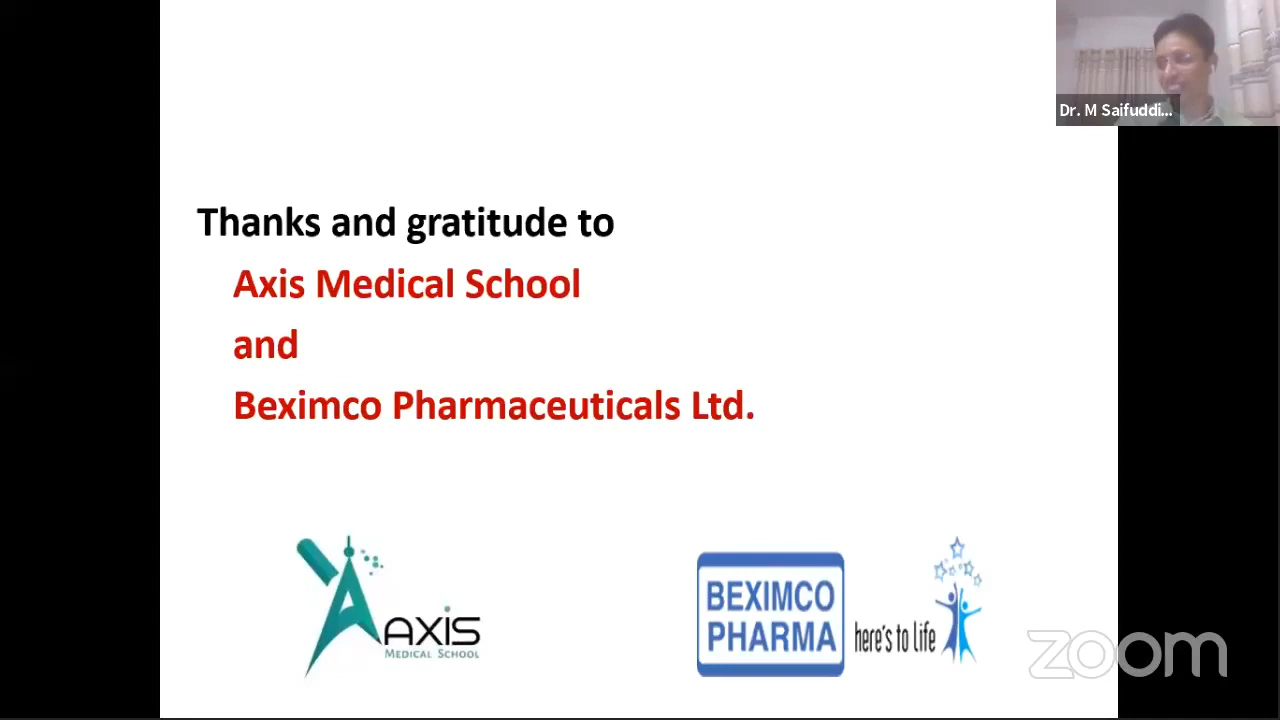 Dr. M Saifuddi...
Thanks and gratitude to
Axis Medical School
and
Beximco Pharmaceuticals Ltd.
AXIS
MEDICAL SCHOOL
BEXIMCO
PHARMA
here's to life
zoom